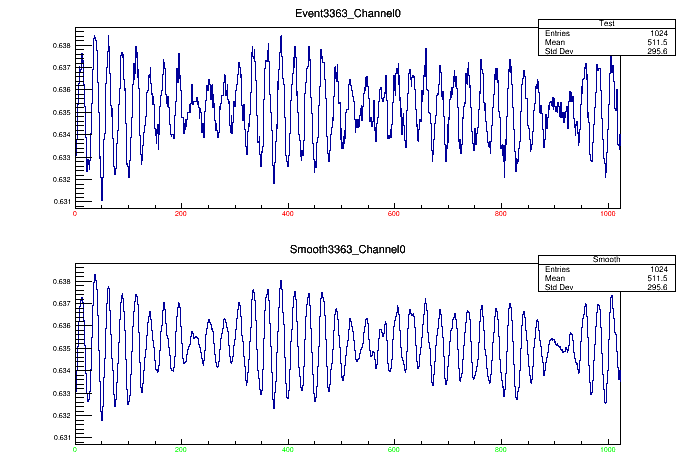 Event3363_Channel0
Test
Entries 1024
Mean 511.5
Std Dev 295.6
0.638
0.637
0.636
0.635
0.634
0.633
0.632
0.631
0 200 400 600 800 1000
Smooth3363_Channel0
Smooth
Entries 1024
Mean 511.5
Std Dev 295.6
0.638
0.637
0.636
0.635
0.634
0.633
0.632
0.631
0 200 400 600 800 1000